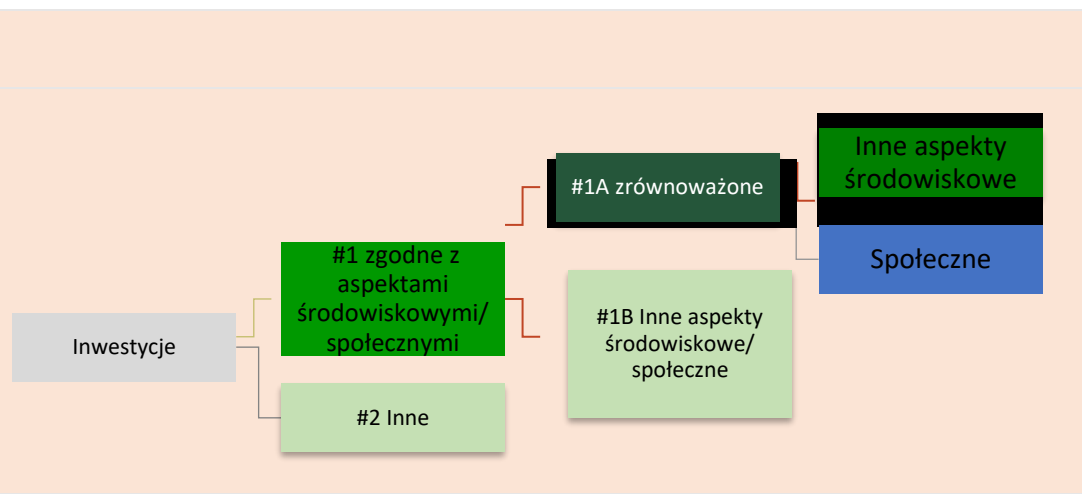 Inwestycje
#1 zgodne z
aspektami
środowiskowymi/
społecznymi
#2 Inne
#1A zrównoważone
#1B Inne aspekty
środowiskowe/
społeczne
Inne aspekty
środowiskowe
Społeczne